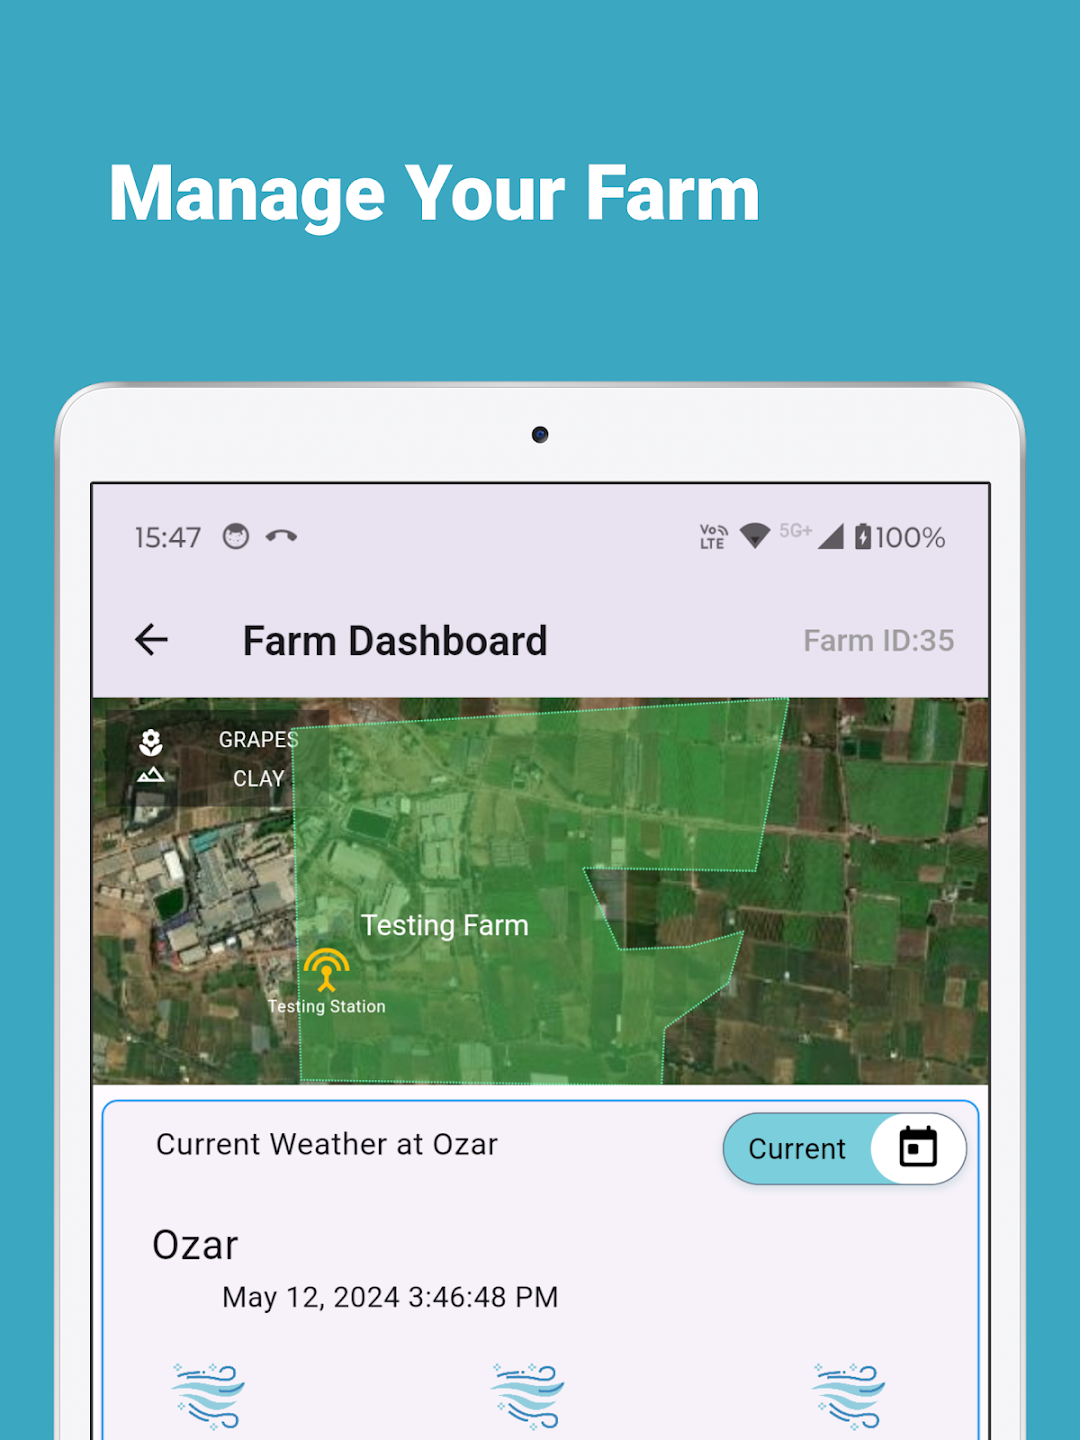 Manage Your Farm
15:47
Vo LTE 5G+ 100%
Farm Dashboard
Farm ID:35
GRAPES
CLAY
Testing Farm
Testing Station
Current Weather at Ozar
Current
Ozar
May 12, 2024 3:46:48 PM